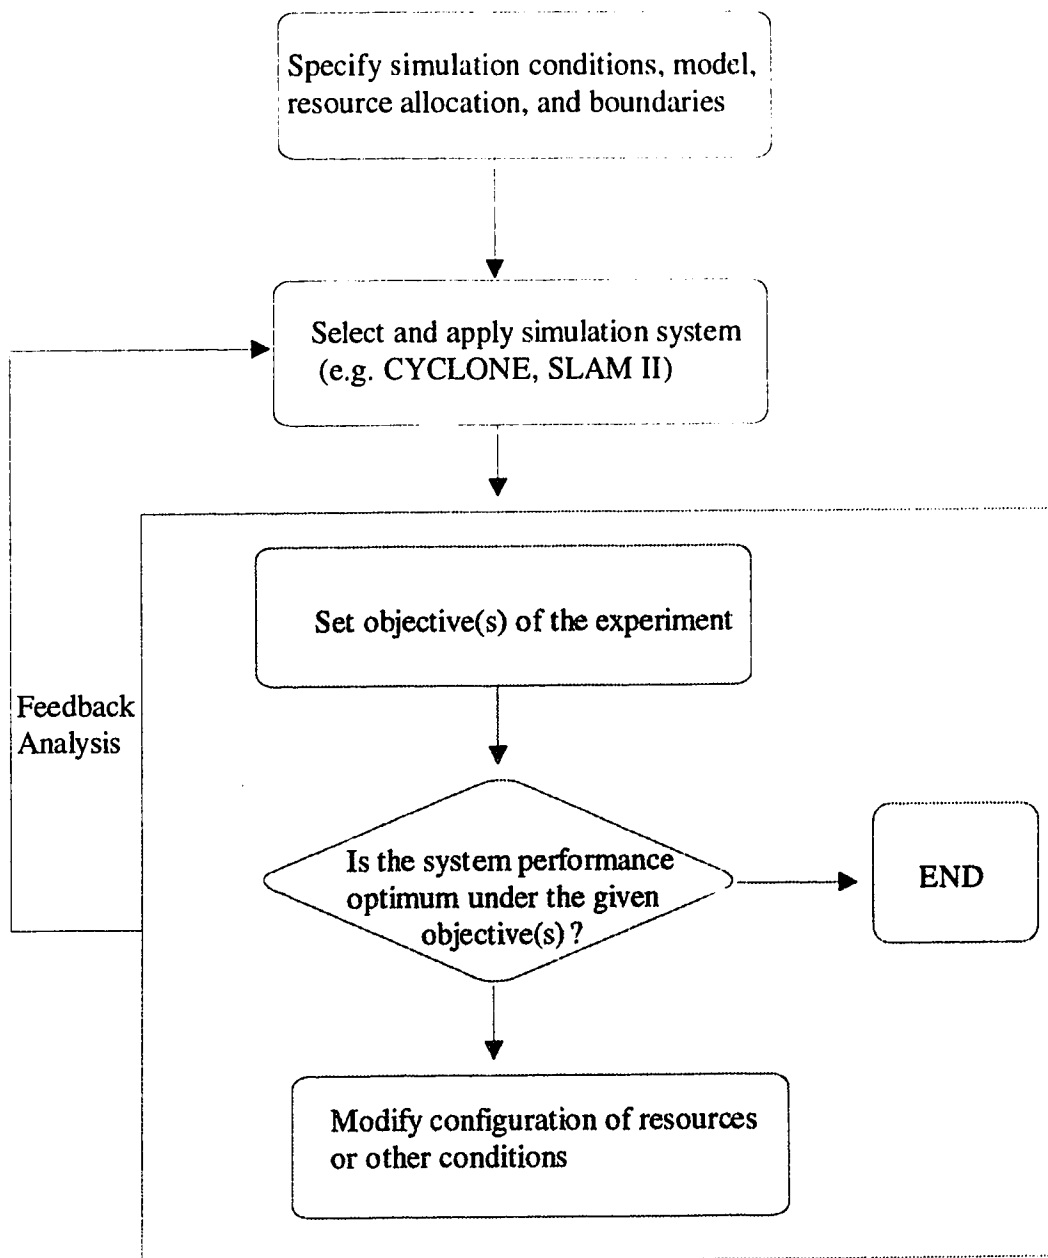 Specify simulation conditions, model,
resource allocation, and boundaries
Select and apply simulation system
(e.g. CYCLONE, SLAM II)
Set objective(s) of the experiment
Feedback
Analysis
Is the system performance
optimum under the given
objective(s) ?
END
Modify configuration of resources
or other conditions